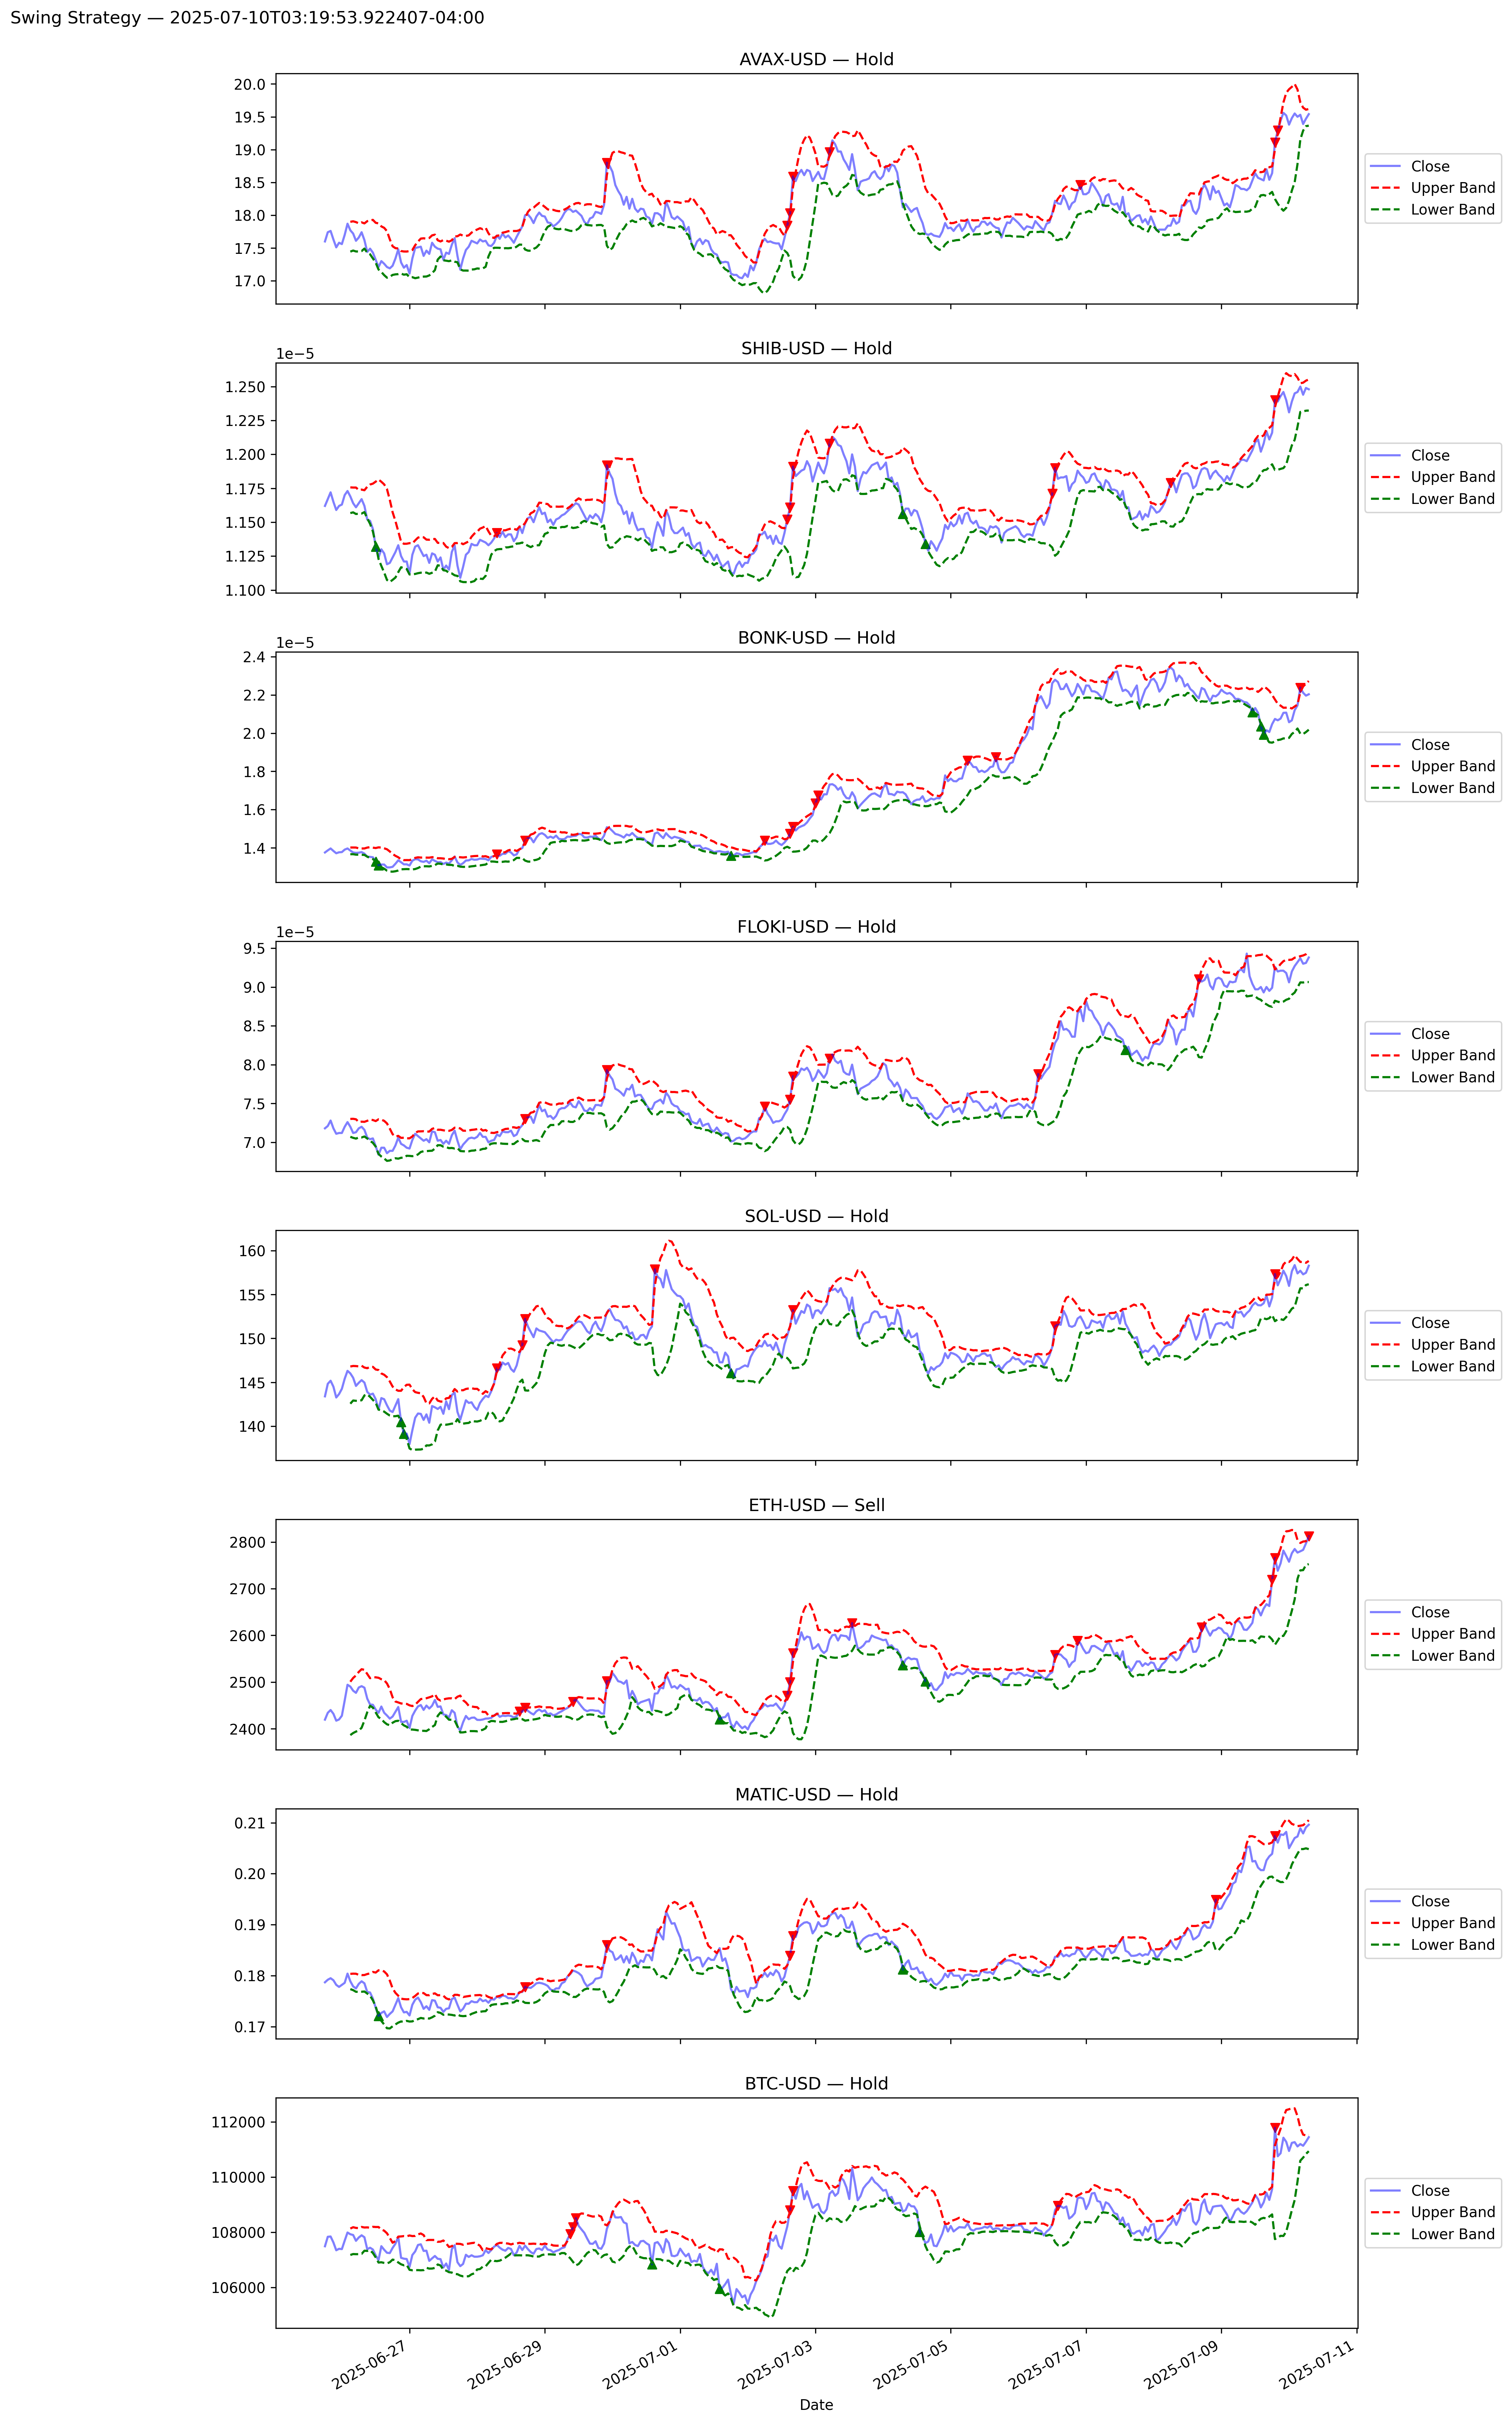 Swing Strategy — 2025-07-10T03:19:53.922407-04:00
AVAX-USD — Hold
20.0
19.5
19.0
18.5
18.0
17.5
17.0
Close
Upper Band
Lower Band
SHIB-USD — Hold
1e−5
1.250
1.225
1.200
1.175
1.150
1.125
1.100
Close
Upper Band
Lower Band
BONK-USD — Hold
1e−5
2.4
2.2
2.0
1.8
1.6
1.4
Close
Upper Band
Lower Band
FLOKI-USD — Hold
1e−5
9.5
9.0
8.5
8.0
7.5
7.0
Close
Upper Band
Lower Band
SOL-USD — Hold
160
155
150
145
140
Close
Upper Band
Lower Band
ETH-USD — Sell
2800
2700
2600
2500
2400
Close
Upper Band
Lower Band
MATIC-USD — Hold
0.21
0.20
0.19
0.18
0.17
Close
Upper Band
Lower Band
BTC-USD — Hold
112000
110000
108000
106000
Close
Upper Band
Lower Band
2025-06-27
2025-06-29
2025-07-01
2025-07-03
2025-07-05
2025-07-07
2025-07-09
2025-07-11
Date